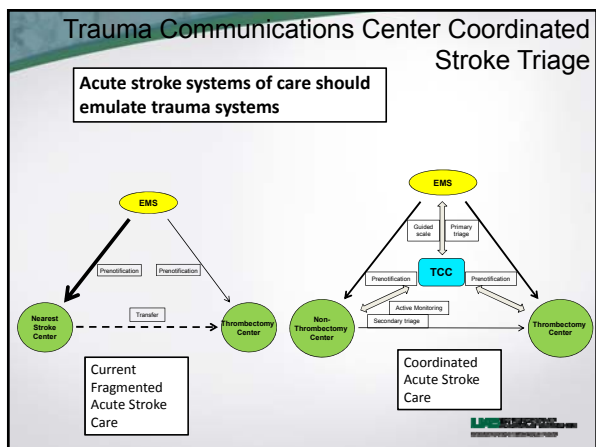 Trauma Communications Center Coordinated
Stroke Triage
Acute stroke systems of care should
emulate trauma systems
EMS
Prenotification
Prenotification
Nearest
Stroke
Center
Transfer
Thrombectomy
Center
Current
Fragmented
Acute Stroke
Care
EMS
Guided
scale
Primary
triage
TCC
Prenotification
Prenotification
Active Monitoring
Secondary triage
Non-
Thrombectomy
Center
Thrombectomy
Center
Coordinated
Acute Stroke
Care